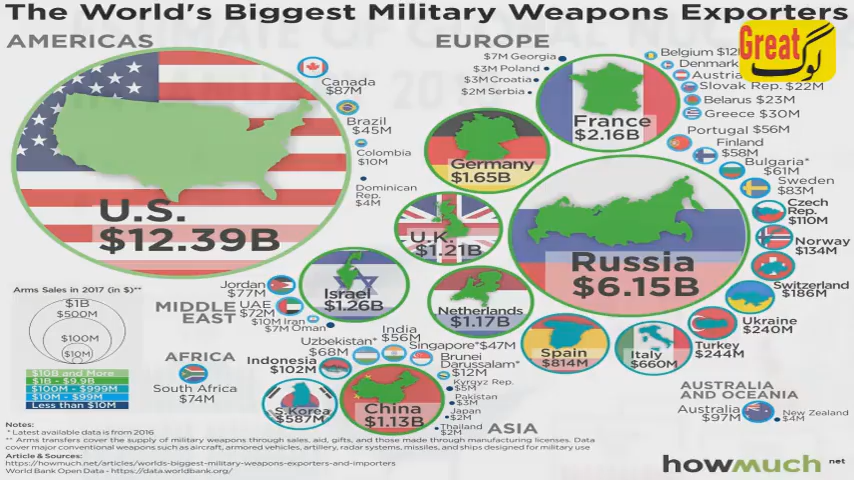 The World's Biggest Military Weapons Exporters
Great
لوگ
AMERICAS
U.S.
$12.39B
Canada
$87M
Brazil
$45M
Colombia
$10M
Dominican
Rep.
$4M
EUROPE
$7M Georgia
$3M Poland
$3M Croatia
$2M Serbia
Belgium
Denmark
Austria
Slovak Rep. $22M
Belarus $23M
Greece $30M
Portugal $56M
Finland
$58M
Bulgaria*
$61M
Sweden
$83M
Czech
Rep.
$110M
Norway
$134M
Switzerland
$186M
Ukraine
$240M
Turkey
$244M
France
$2.16B
Germany
$1.65B
U.K.
$1.21B
Russia
$6.15B
Netherlands
$1.17B
Spain
$814M
Italy
$660M
Arms Sales in 2017 (in $)**
$1B
$500M
$100M
$10M
$10B and More
$1B - $9.9B
$100M - $999M
$10M - $99M
Less than $10M
MIDDLE
EAST
Jordan
$77M
UAE
$72M
$10M Iran
$7M Oman
Israel
$1.26B
AFRICA
South Africa
$74M
Uzbekistan*
$68M
India
$56M
Singapore*$47M
Indonesia
$102M
Brunei
Darussalam*
$12M
Kyrgyz Rep.
$5M
Pakistan
$3M
Japan
$2M
Thailand
$2M
S.Korea
$587M
China
$1.13B
ASIA
AUSTRALIA
AND OCEANIA
Australia
$97M
New Zealand
$4M
Notes:
* Latest available data is from 2016
** Arms transfers cover the supply of military weapons through sales, aid, gifts, and those made through manufacturing licenses. Data
cover major conventional weapons such as aircraft, armored vehicles, artillery, radar systems, missiles, and ships designed for military use
Article & Sources:
https://howmuch.net/articles/worlds-biggest-military-weapons-exporters-and-importers
World Bank Open Data - https://data.worldbank.org/
howmuch.net